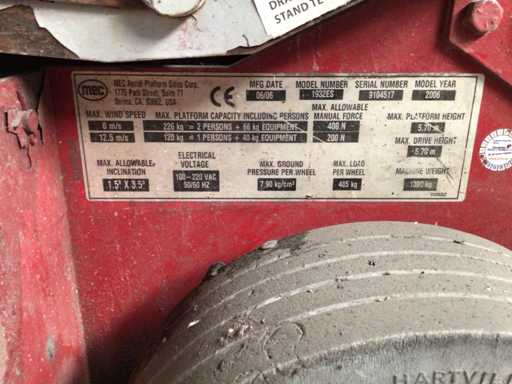 DRA
STAND TE
MEC
MEC Aerial Platform Sales Corp.
1775 Park Street, Suite 77
Selma, CA. 93662, USA
CE
MFG DATE
06/06
MODEL NUMBER
1932ES
SERIAL NUMBER
9104517
MODEL YEAR
2006
MAX. WIND SPEED
0 m/s
12.5 m/s
MAX. PLATFORM CAPACITY INCLUDING PERSONS
226 kg = 2 PERSONS + 66 kg EQUIPMENT
120 kg = 1 PERSONS + 40 kg EQUIPMENT
MAX. ALLOWABLE
MANUAL FORCE
400 N
200 N
MAX. PLATFORM HEIGHT
5.70 m
MAX. DRIVE HEIGHT
5.70 m
MAX. ALLOWABLE
INCLINATION
1.5° X 3.5°
ELECTRICAL
VOLTAGE
100–220 VAC
50/60 HZ
MAX. GROUND
PRESSURE PER WHEEL
7.90 kg/cm²
MAX. LOAD
PER WHEEL
485 kg
MACHINE WEIGHT
HARTVIL